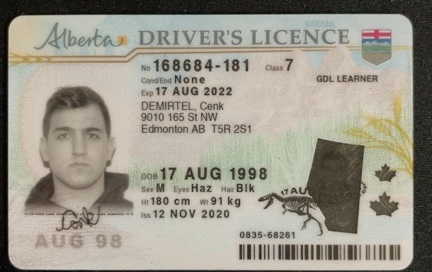 Alberta DRIVER'S LICENCE
No 168684-181 Class 7
Cond/End None
GDL LEARNER
Exp 17 AUG 2022
DEMIRTEL, Cenk
9010 165 St NW
Edmonton AB T5R 2S1
DOB 17 AUG 1998
Sex M Eyes Haz Hair Blk
Ht 180 cm Wt 91 kg
Iss 12 NOV 2020
17 AU
Cenk
AUG 98
0835-68261